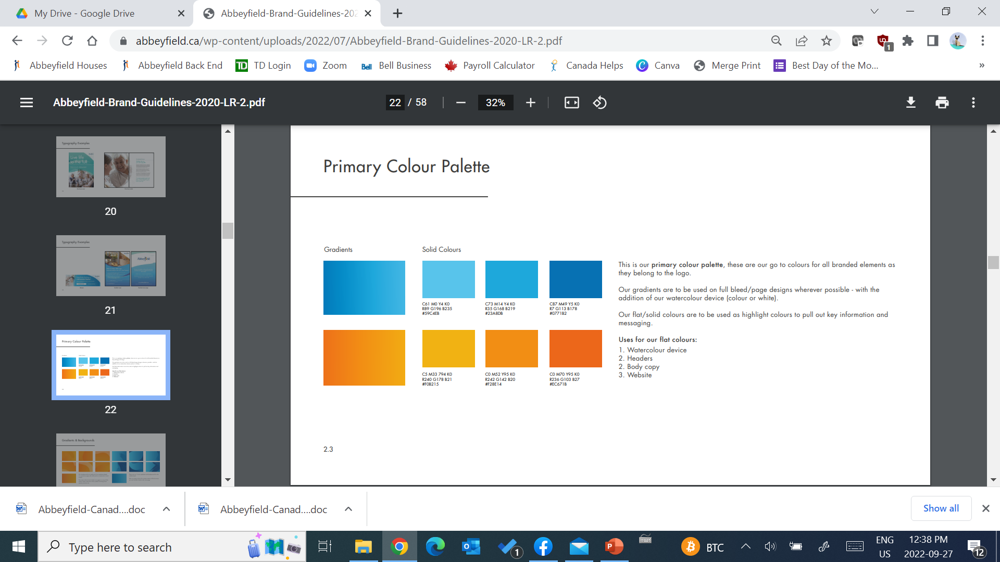 My Drive - Google Drive
Abbeyfield-Brand-Guidelines-202
abbeyfield.ca/wp-content/uploads/2022/07/Abbeyfield-Brand-Guidelines-2020-LR-2.pdf
1
Abbeyfield Houses
Abbeyfield Back End
TD Login
Zoom
Bell Business
Payroll Calculator
Canada Helps
Canva
Merge Print
Best Day of the Mo...
»
Abbeyfield-Brand-Guidelines-2020-LR-2.pdf
22 / 58
32%
Typography Examples
Live life
to the full
20
Typography Examples
Abbeyfield
21
Primary Colour Palette
22
Gradients & Backgrounds
Primary Colour Palette
Gradients
Solid Colours
C61 M0 Y4 K0
R89 G196 B235
#59C4EB
C73 M14 Y4 K0
R35 G168 B219
#23A8DB
C87 M49 Y5 K0
R7 G113 B178
#0771B2
C5 M33 794 K0
R240 G178 B21
#F0B215
C0 M52 Y95 K0
R242 G142 B20
#F28E14
C0 M70 Y95 K0
R236 G103 B27
#EC671B
This is our primary colour palette, these are our go to colours for all branded elements as
they belong to the logo.
Our gradients are to be used on full bleed/page designs wherever possible - with the
addition of our watercolour device (colour or white).
Our flat/solid colours are to be used as highlight colours to pull out key information and
messaging.
Uses for our flat colours:
1. Watercolour device
2. Headers
2. Body copy
3. Website
2.3
Abbeyfield-Canad....doc
Abbeyfield-Canad....doc
Show all
Type here to search
1
BTC
ENG
US
12:38 PM
2022-09-27
12